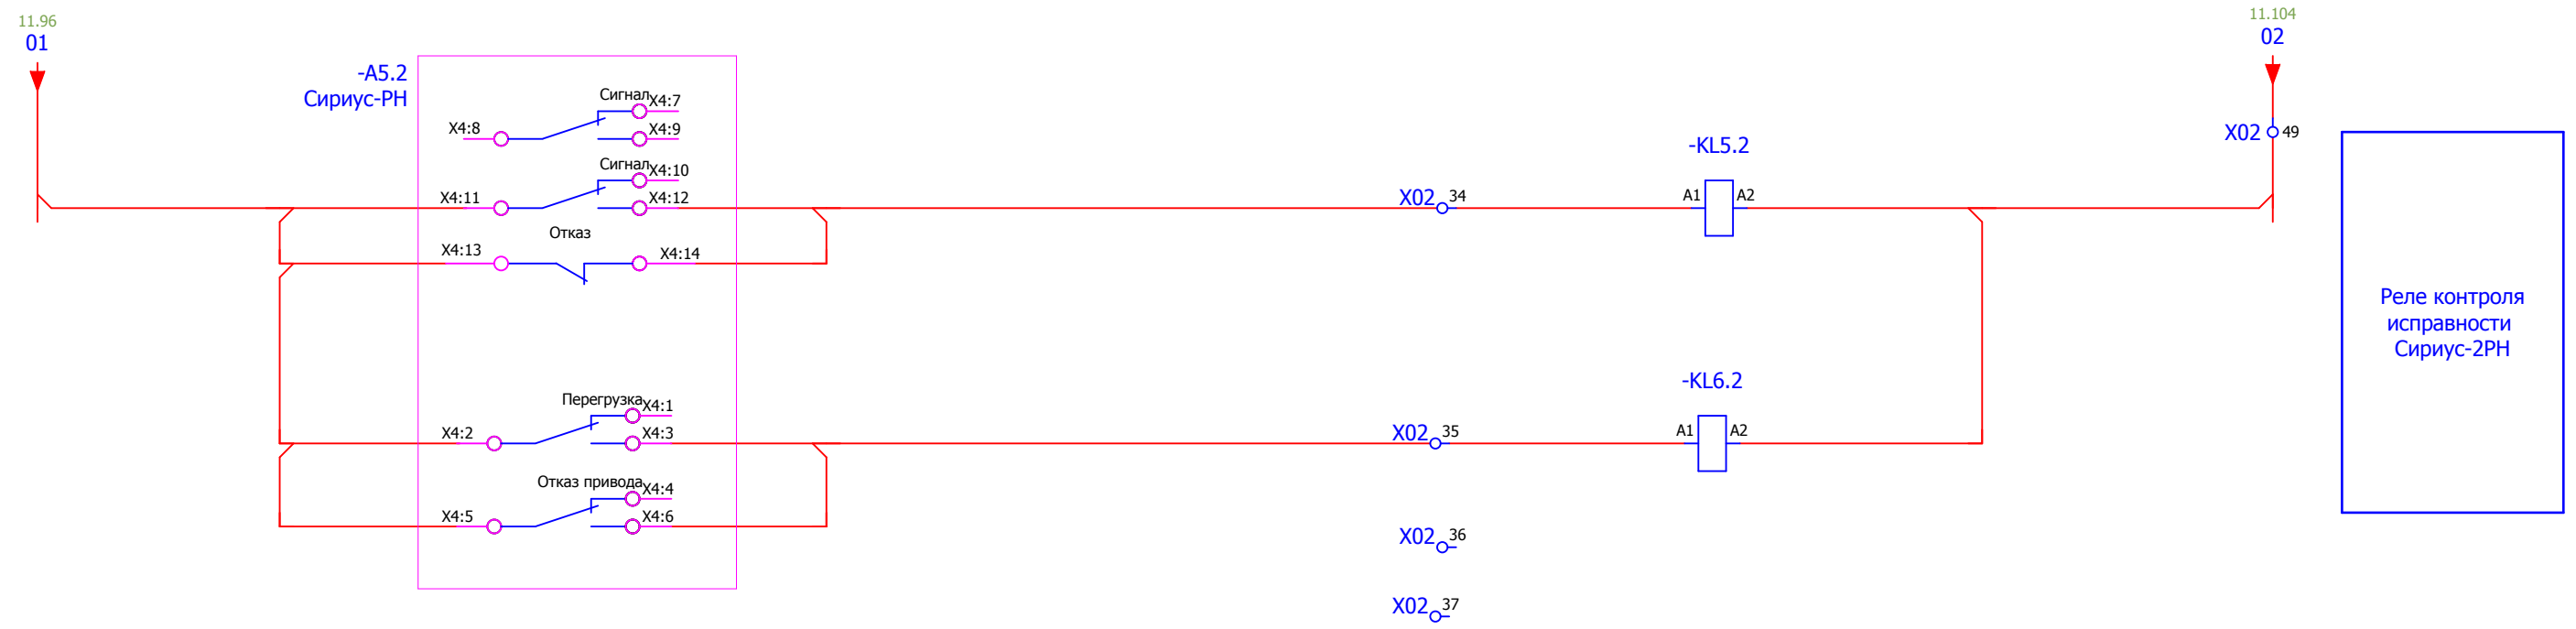 11.96
01
11.104
02
-A5.2
Сириус-РН
Сигнал
X4:7
X4:8
X4:9
X02
49
-KL5.2
Сигнал
X4:10
X4:11
X4:12
X02
34
A1
A2
Отказ
X4:13
X4:14
Реле контроля
исправности
Сириус-2РН
-KL6.2
Перегрузка
X4:1
X4:2
X4:3
X02
35
A1
A2
Отказ привода
X4:4
X4:5
X4:6
X02
36
X02
37